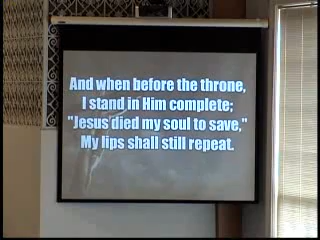 And when before the throne,
I stand in Him complete;
"Jesus died my soul to save,"
My lips shall still repeat.